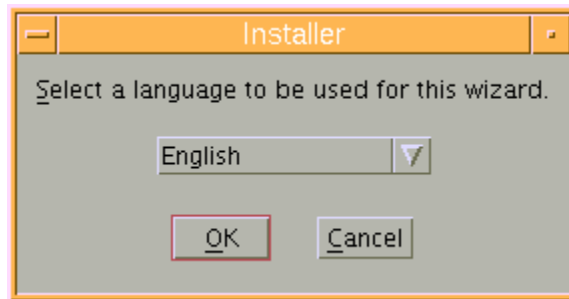 Installer
Select a language to be used for this wizard.
English
OK
Cancel